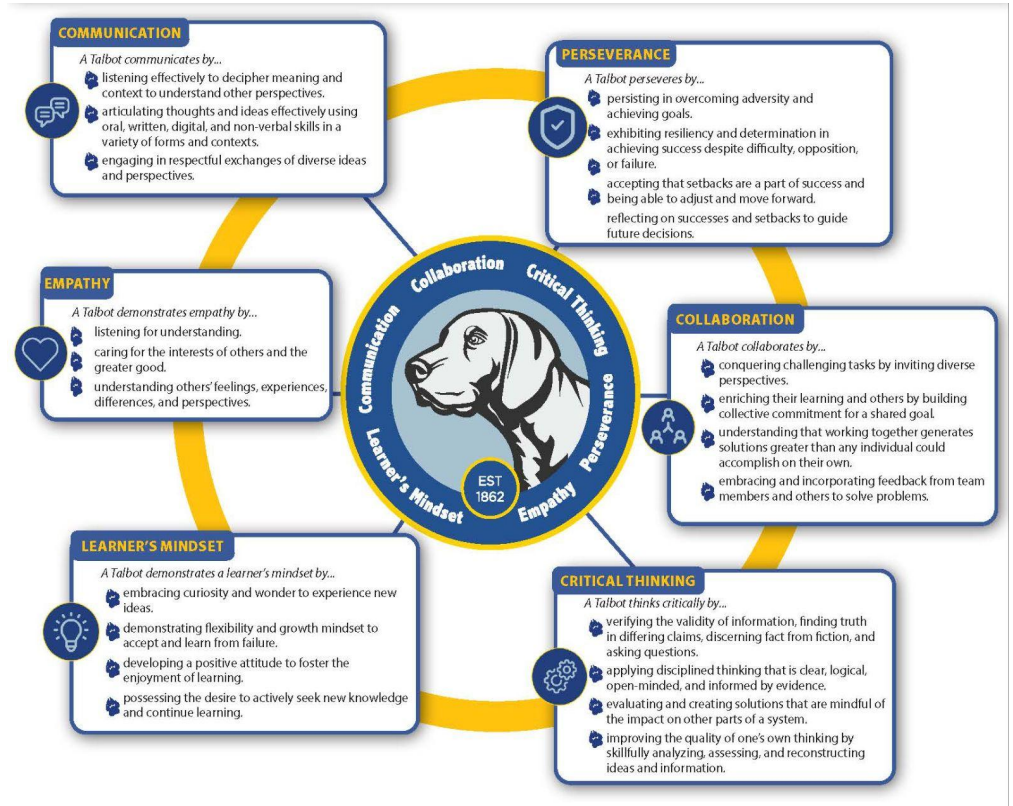 COMMUNICATION
A Talbot communicates by...
listening effectively to decipher meaning and
context to understand other perspectives.
articulating thoughts and ideas effectively using
oral, written, digital, and non-verbal skills in a
variety of forms and contexts.
engaging in respectful exchanges of diverse ideas
and perspectives.
PERSEVERANCE
A Talbot perseveres by...
persisting in overcoming adversity and
achieving goals.
exhibiting resiliency and determination in
achieving success despite difficulty, opposition,
or failure.
accepting that setbacks are a part of success and
being able to adjust and move forward.
reflecting on successes and setbacks to guide
future decisions.
EMPATHY
A Talbot demonstrates empathy by...
listening for understanding.
caring for the interests of others and the
greater good.
understanding others' feelings, experiences,
differences, and perspectives.
Communication
Collaboration
Critical Thinking
Perseverance
Empathy
Learner's Mindset
EST
1862
COLLABORATION
A Talbot collaborates by...
conquering challenging tasks by inviting diverse
perspectives.
enriching their learning and others by building
collective commitment for a shared goal.
understanding that working together generates
solutions greater than any individual could
accomplish on their own.
embracing and incorporating feedback from team
members and others to solve problems.
LEARNER'S MINDSET
A Talbot demonstrates a learner's mindset by...
embracing curiosity and wonder to experience new
ideas.
demonstrating flexibility and growth mindset to
accept and learn from failure.
developing a positive attitude to foster the
enjoyment of learning.
possessing the desire to actively seek new knowledge
and continue learning.
CRITICAL THINKING
A Talbot thinks critically by...
verifying the validity of information, finding truth
in differing claims, discerning fact from fiction, and
asking questions.
applying disciplined thinking that is clear, logical,
open-minded, and informed by evidence.
evaluating and creating solutions that are mindful of
the impact on other parts of a system.
improving the quality of one's own thinking by
skillfully analyzing, assessing, and reconstructing
ideas and information.